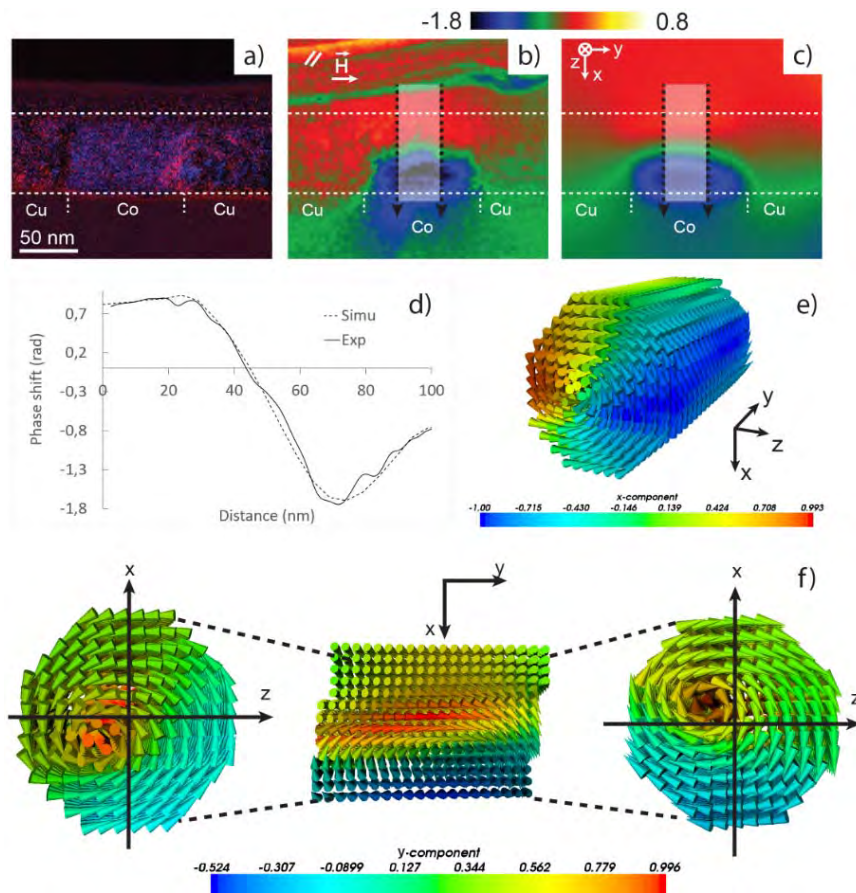 -1.8 0.8
a) b) c)
// H
z y
x
Cu Co Cu
Cu Co Cu
50 nm
Co
d)
0,7
0,2
-0,3
-0,8
-1,3
-1,8
0 20 40 60 80 100
Simu
Exp
Phase shift (rad)
Distance (nm)
e)
y
z
x
x-component
-1.00 -0.715 -0.430 -0.146 0.139 0.424 0.708 0.993
f)
x
z
y
x
x
z
y-component
-0.524 -0.307 -0.0899 0.127 0.344 0.562 0.779 0.996